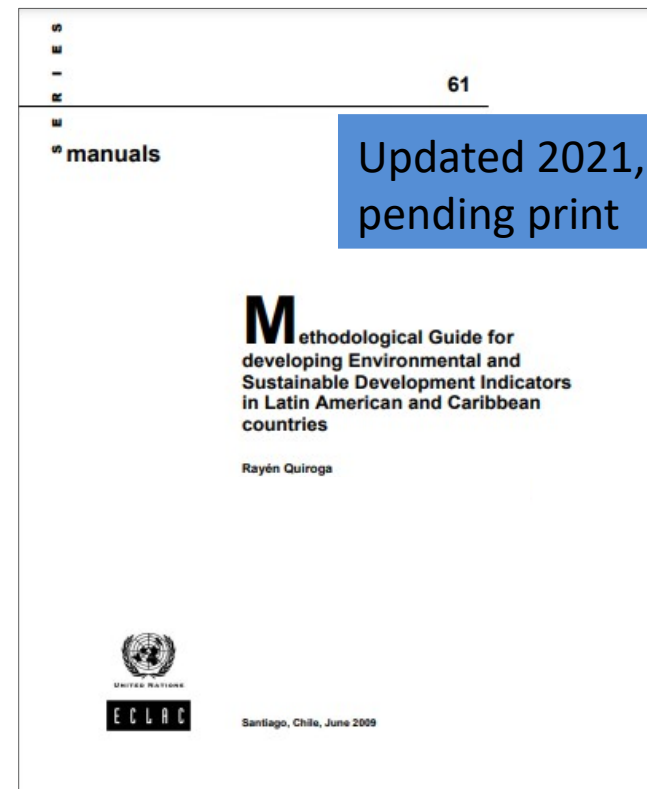 SERIES
61
manuals
Updated 2021,
pending print
Methodological Guide for
developing Environmental and
Sustainable Development Indicators
in Latin American and Caribbean
countries
Rayén Quiroga
UNITED NATIONS
ECLAC
Santiago, Chile, June 2009